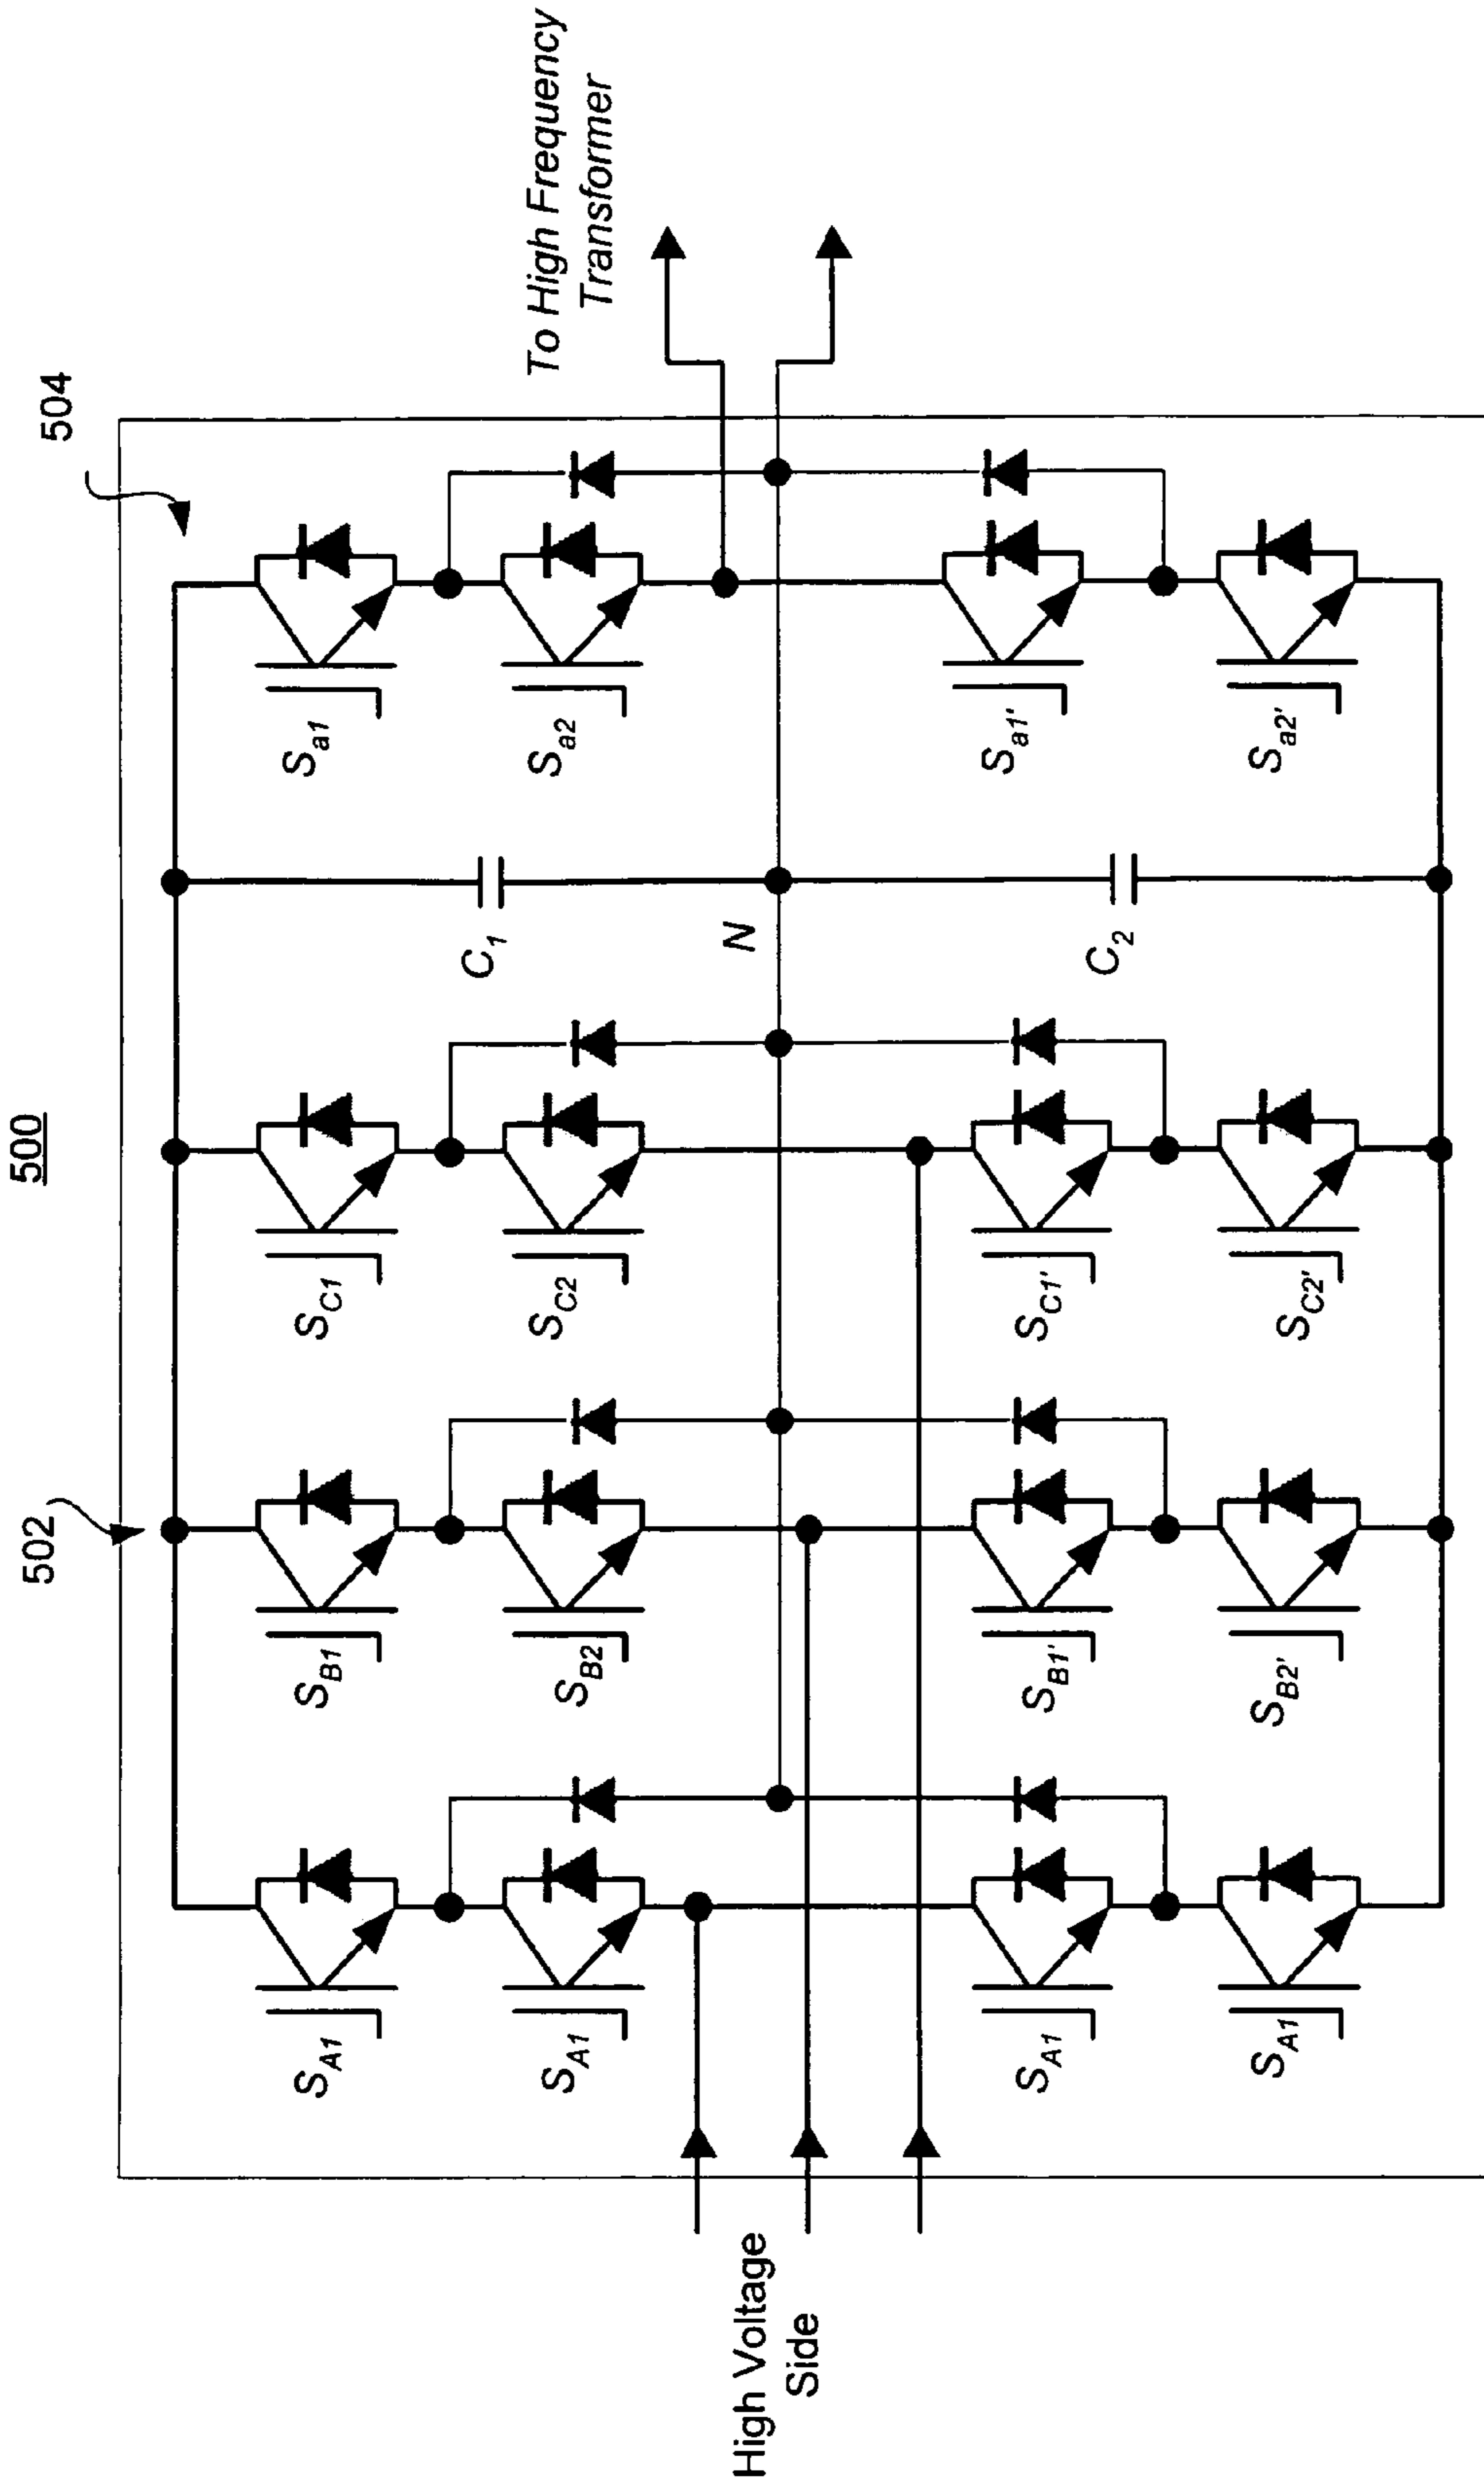 500
502
504
S_A1
S_B1
S_C1
S_a1
S_A1
S_B2
S_C2
S_a2
C_1
To High Frequency
Transformer
High Voltage
Side
N
S_A1
S_B1'
S_C1'
S_a1'
C_2
S_A1
S_B2'
S_C2'
S_a2'